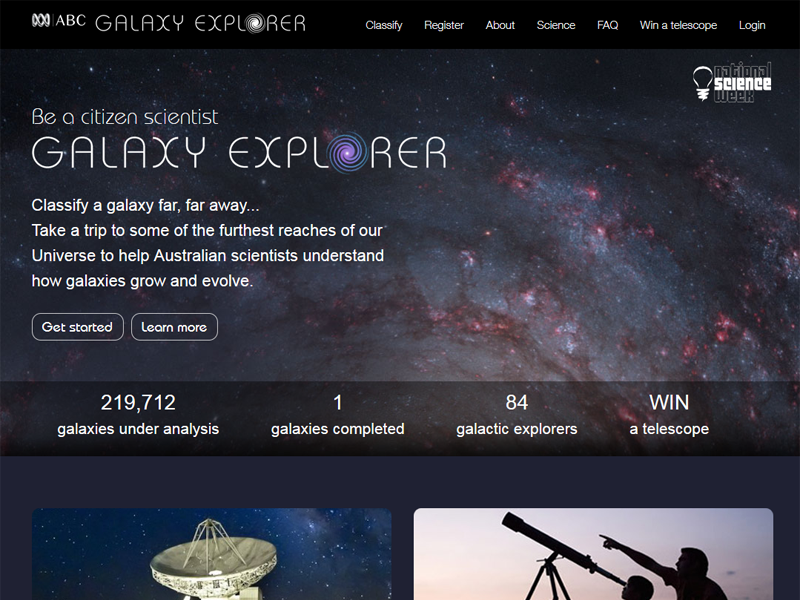 ABC GALAXY EXPLORER
Classify Register About Science FAQ Win a telescope Login
national
science
week
Be a citizen scientist
GALAXY EXPLORER
Classify a galaxy far, far away...
Take a trip to some of the furthest reaches of our
Universe to help Australian scientists understand
how galaxies grow and evolve.
Get started Learn more
219,712 1 84 WIN
galaxies under analysis galaxies completed galactic explorers a telescope